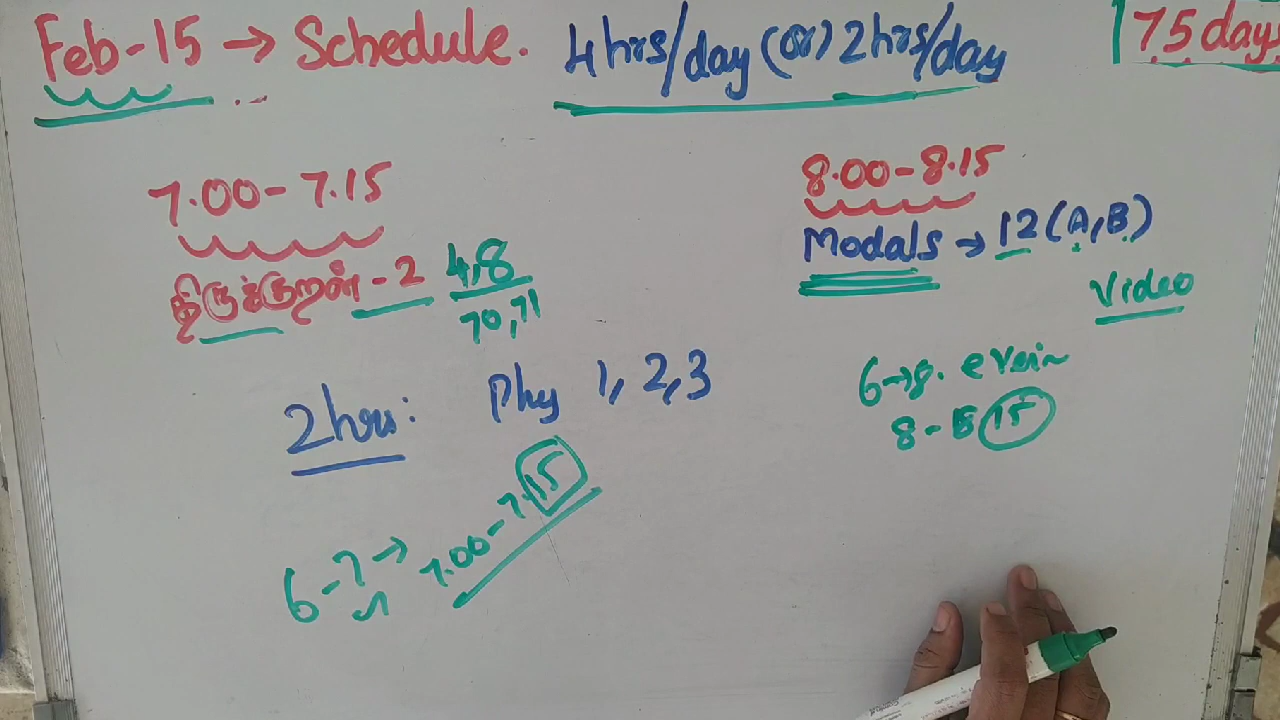 Feb-15 → Schedule. 4hrs/day (or) 2hrs/day
75 days
7.00 - 7.15
திருக்குறள் - 2 4,8
70,71
8.00 - 8.15
Modals → 12 (A, B)
Video
2hrs: Phy 1, 2, 3
6 → 8.
8 - 15
6 - 7 → 7.00 - 7.15